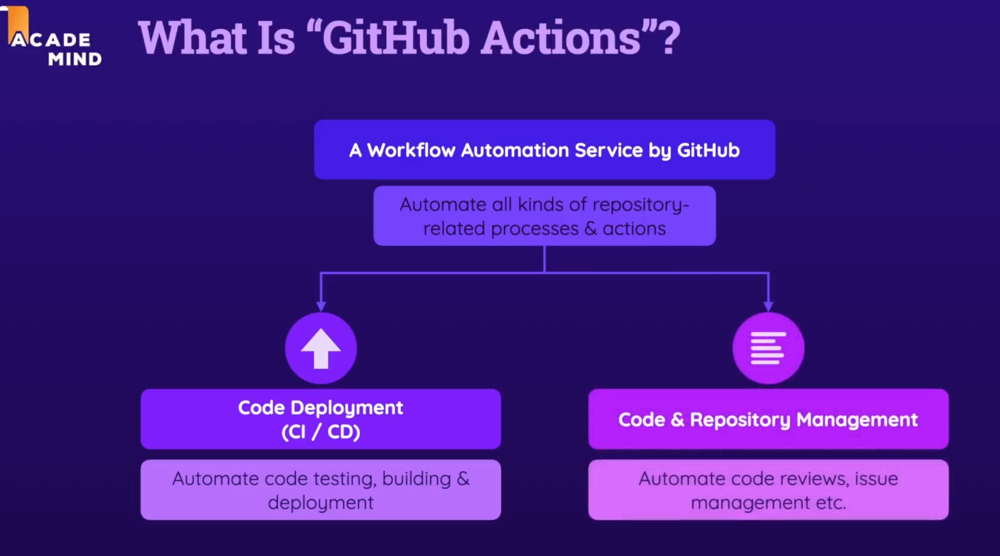 ACADE
MIND
What Is “GitHub Actions”?
A Workflow Automation Service by GitHub
Automate all kinds of repository-
related processes & actions
Code Deployment
(CI / CD)
Automate code testing, building &
deployment
Code & Repository Management
Automate code reviews, issue
management etc.